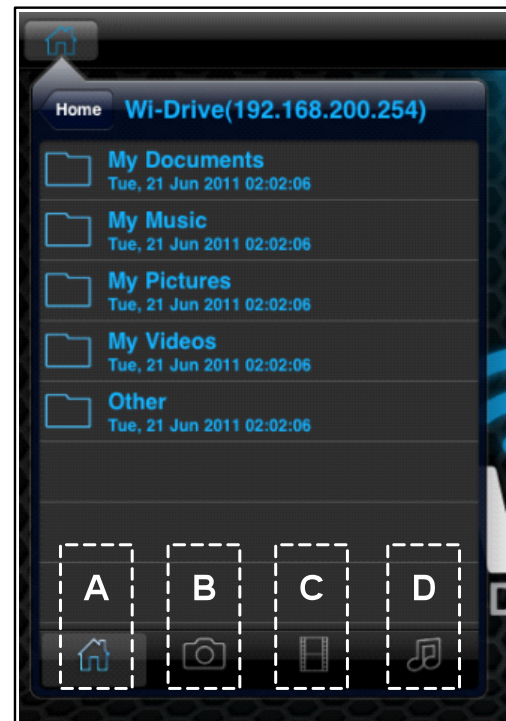 Home Wi-Drive(192.168.200.254)
My Documents
Tue, 21 Jun 2011 02:02:06
My Music
Tue, 21 Jun 2011 02:02:06
My Pictures
Tue, 21 Jun 2011 02:02:06
My Videos
Tue, 21 Jun 2011 02:02:06
Other
Tue, 21 Jun 2011 02:02:06
A B C D